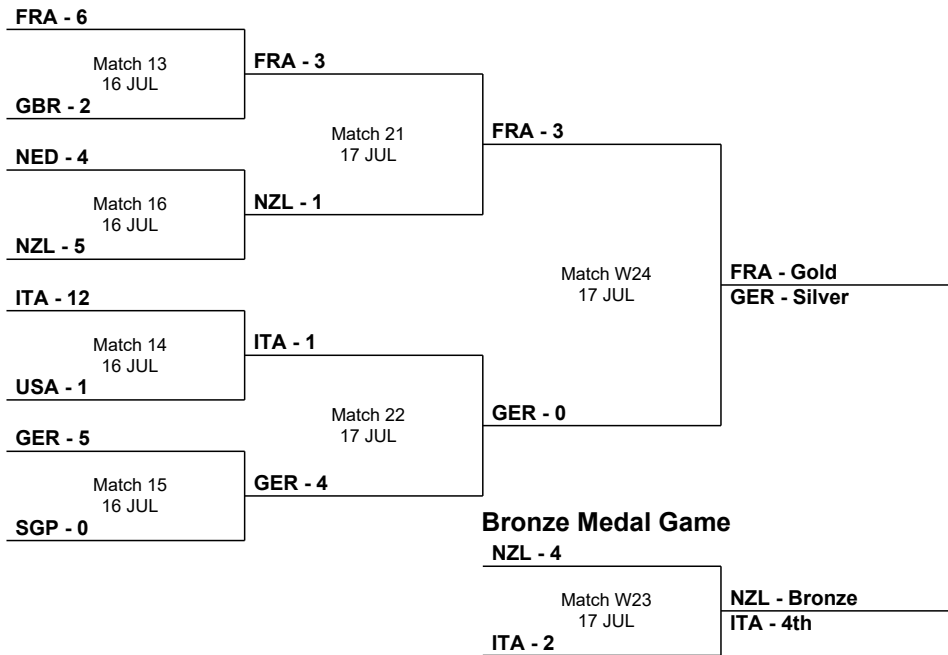 FRA - 6
Match 13
16 JUL
GBR - 2
FRA - 3
Match 21
17 JUL
NZL - 1
NED - 4
Match 16
16 JUL
NZL - 5
FRA - 3
Match W24
17 JUL
GER - 0
FRA - Gold
GER - Silver
ITA - 12
Match 14
16 JUL
USA - 1
ITA - 1
Match 22
17 JUL
GER - 4
GER - 5
Match 15
16 JUL
SGP - 0
Bronze Medal Game
NZL - 4
Match W23
17 JUL
ITA - 2
NZL - Bronze
ITA - 4th